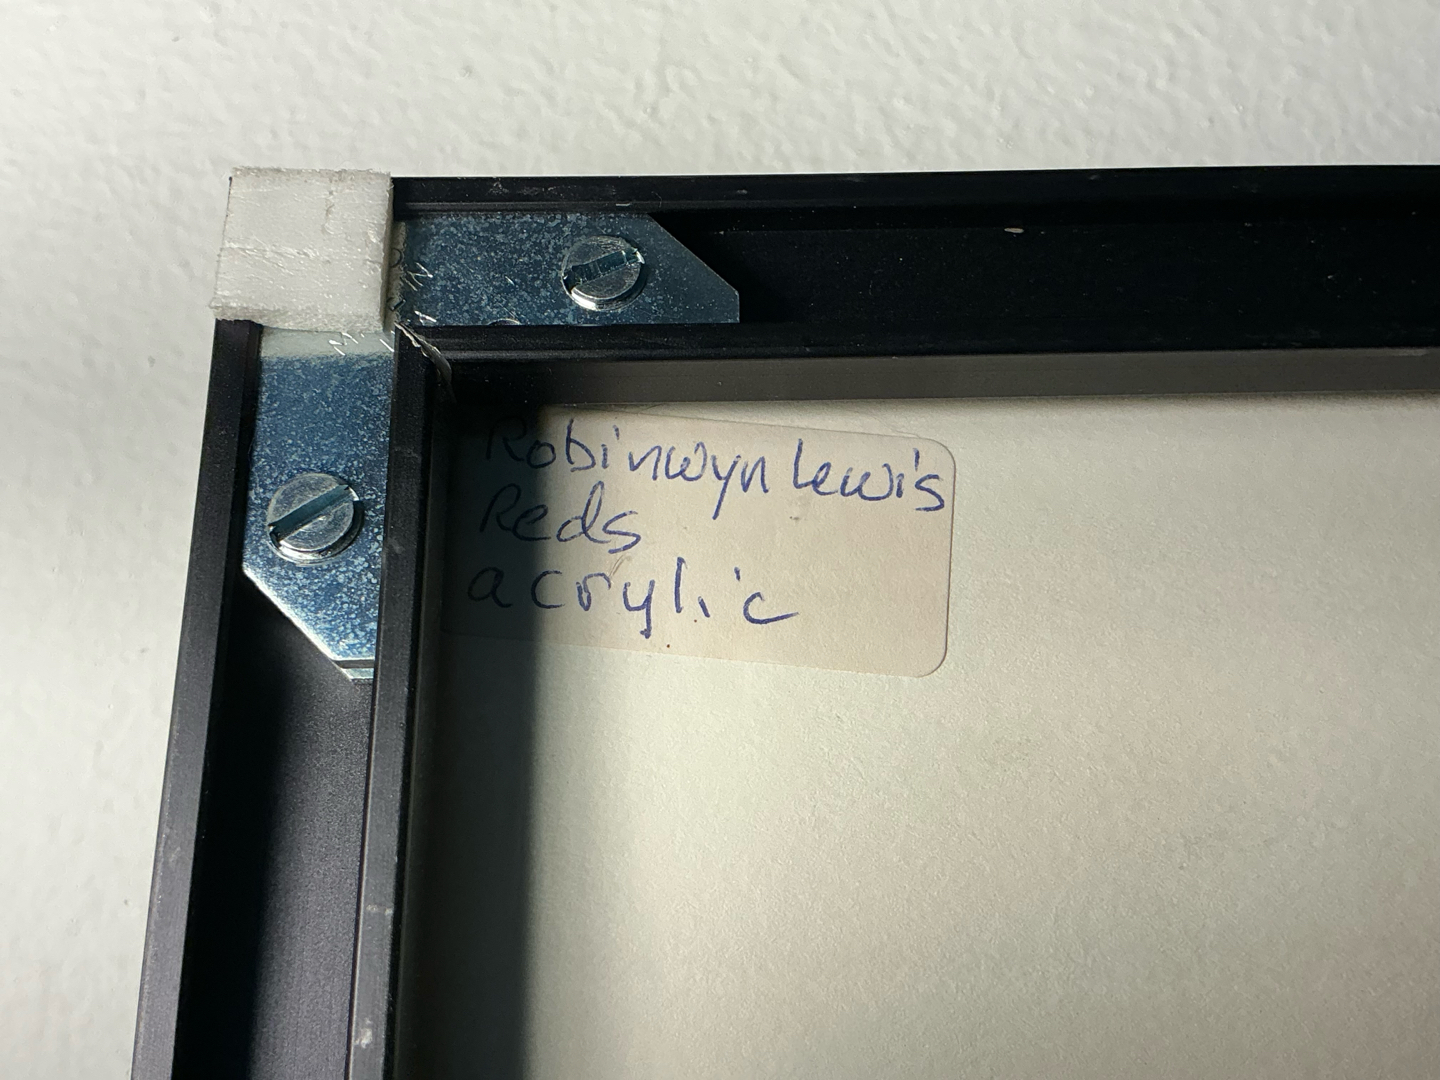 Robinwyn Lewis
Reds
acrylic